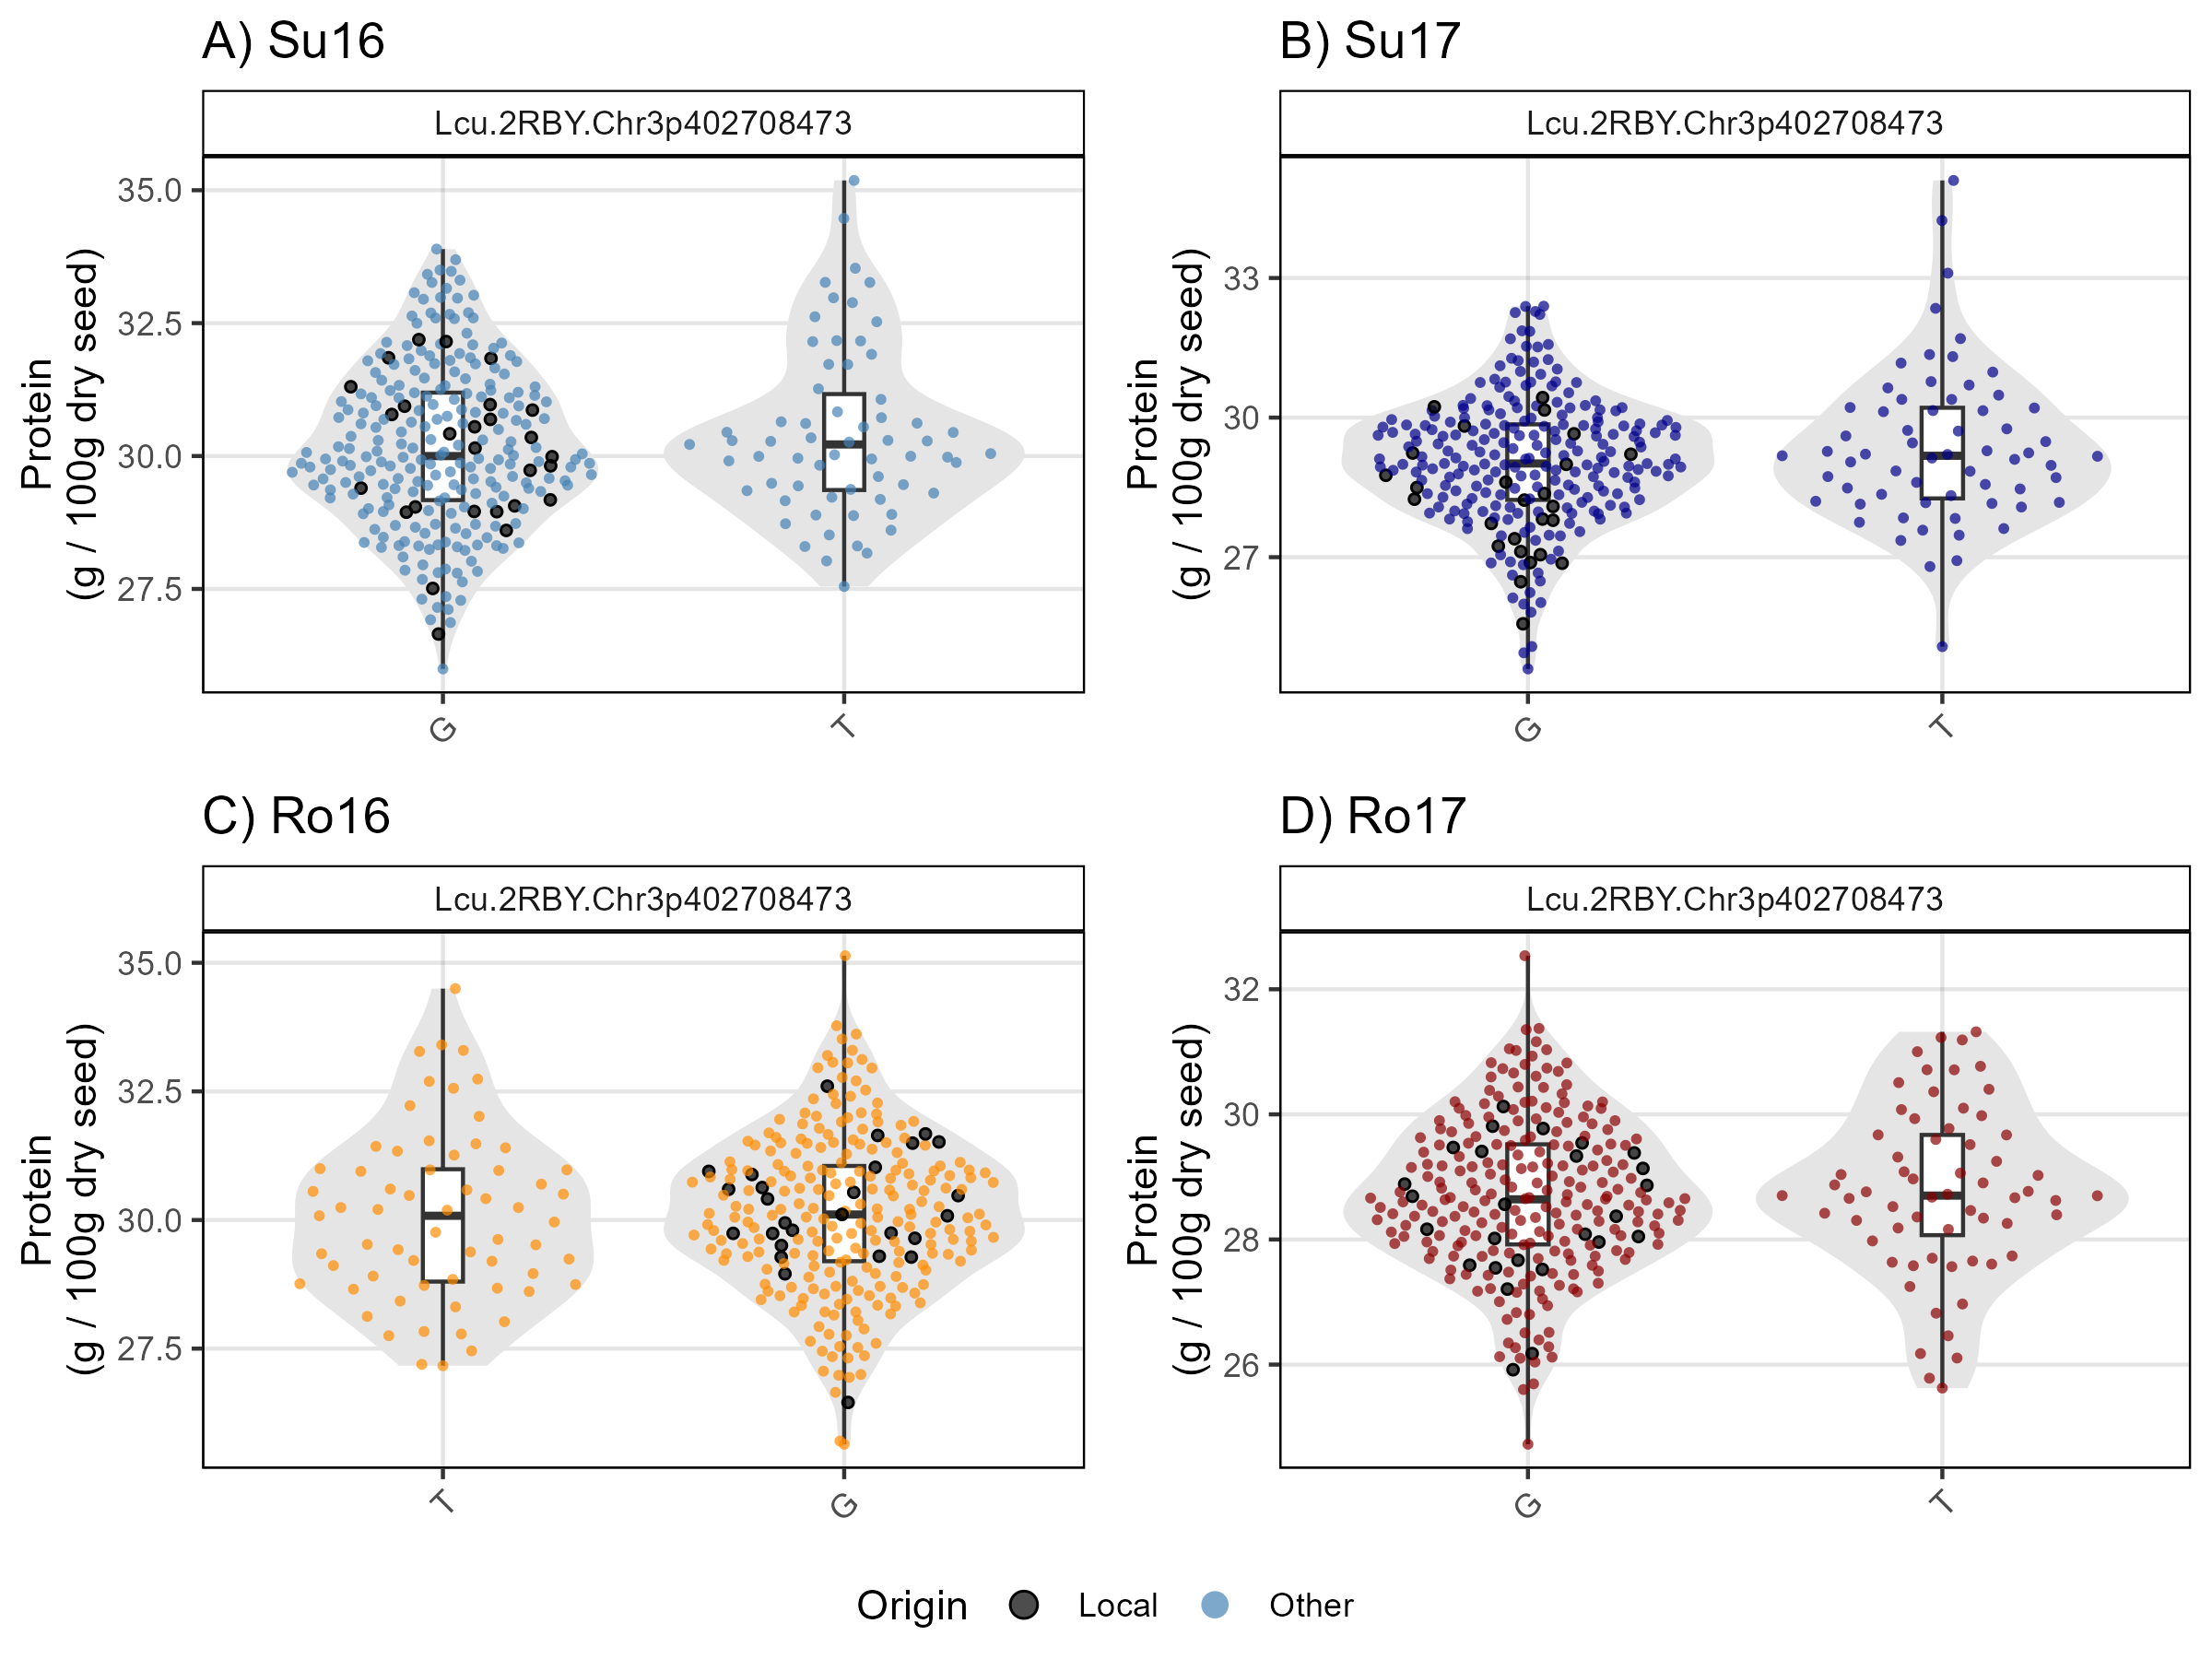 A) Su16
Lcu.2RBY.Chr3p402708473
Protein
(g / 100g dry seed)
35.0
32.5
30.0
27.5
G
T
B) Su17
Lcu.2RBY.Chr3p402708473
Protein
(g / 100g dry seed)
33
30
27
G
T
C) Ro16
Lcu.2RBY.Chr3p402708473
Protein
(g / 100g dry seed)
35.0
32.5
30.0
27.5
T
G
D) Ro17
Lcu.2RBY.Chr3p402708473
Protein
(g / 100g dry seed)
32
30
28
26
G
T
Origin Local Other